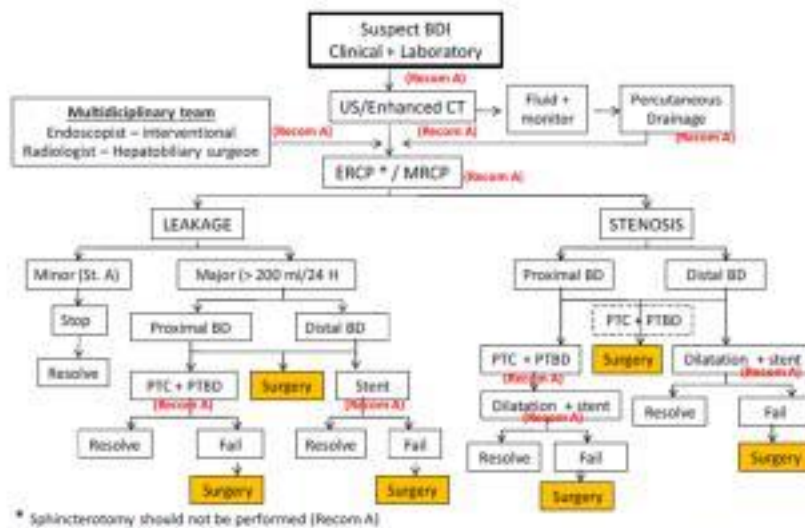 Suspect BDI
Clinical + Laboratory
(Recom A)
Multidiciplinary team
Endoscopist – interventional
Radiologist – Hepatobiliary surgeon
(Recom A)
US/Enhanced CT
(Recom A)
Fluid +
monitor
Percutaneous
Drainage
(Recom A)
ERCP * / MRCP
(Recom A)
LEAKAGE
STENOSIS
Minor (St. A)
Major (> 200 ml/24 H
Proximal BD
Distal BD
Stop
Proximal BD
Distal BD
PTC + PTBD
Resolve
PTC + PTBD
(Recom A)
Surgery
Stent
(Recom A)
PTC + PTBD
(Recom A)
Surgery
Dilatation + stent
(Recom A)
Resolve
Fail
Resolve
Fail
Dilatation + stent
(Recom A)
Resolve
Fail
Surgery
Surgery
Resolve
Fail
Surgery
Surgery
* Sphincterotomy should not be performed (Recom A)